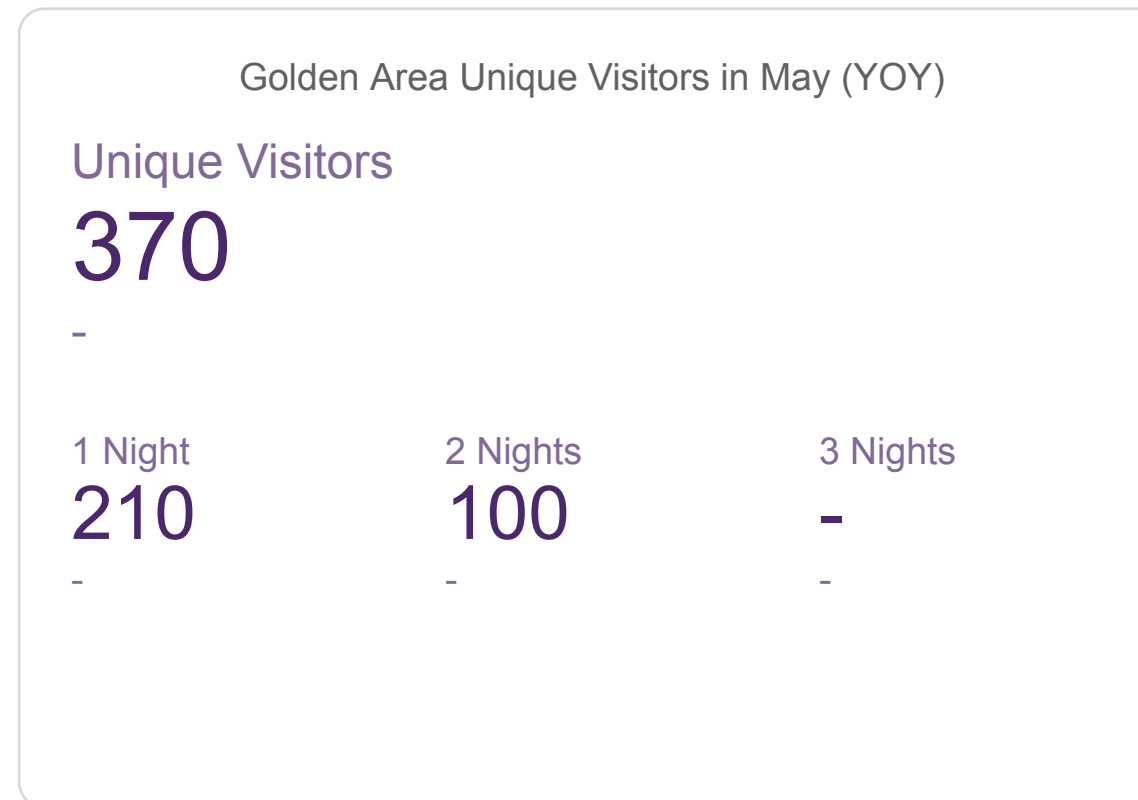 Golden Area Unique Visitors in May (YOY)
Unique Visitors
370
-
1 Night 2 Nights 3 Nights
210 100 -
- - -